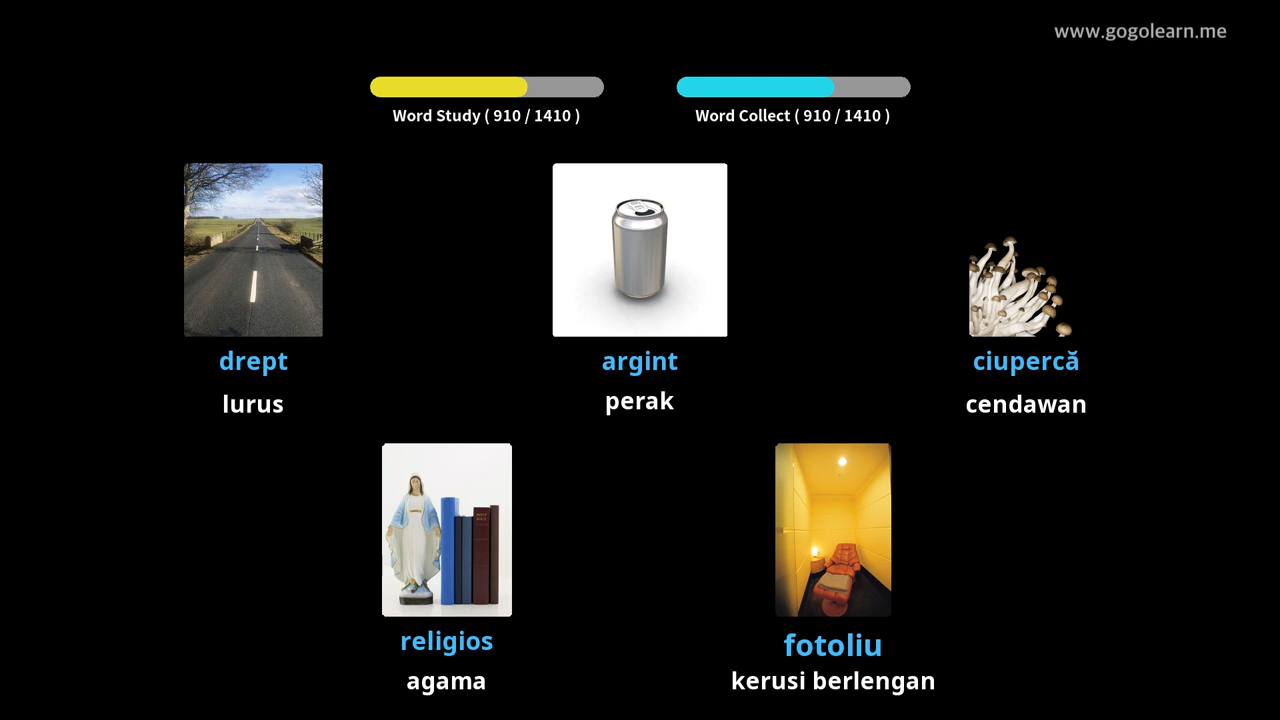 www.gogolearn.me
Word Study ( 910 / 1410 )
Word Collect ( 910 / 1410 )
drept
argint
ciupercă
lurus
perak
cendawan
religios
fotoliu
agama
kerusi berlengan